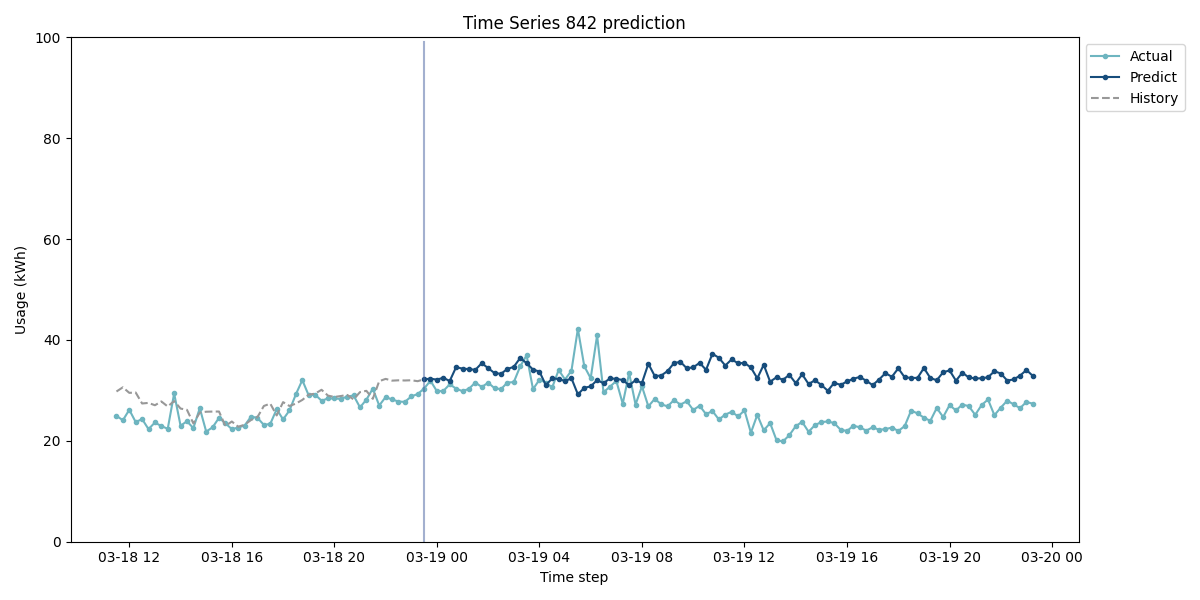 Time Series 842 prediction
Usage (kWh)
100
80
60
40
20
0
03-18 12
03-18 16
03-18 20
03-19 00
03-19 04
03-19 08
03-19 12
03-19 16
03-19 20
03-20 00
Time step
Actual
Predict
History